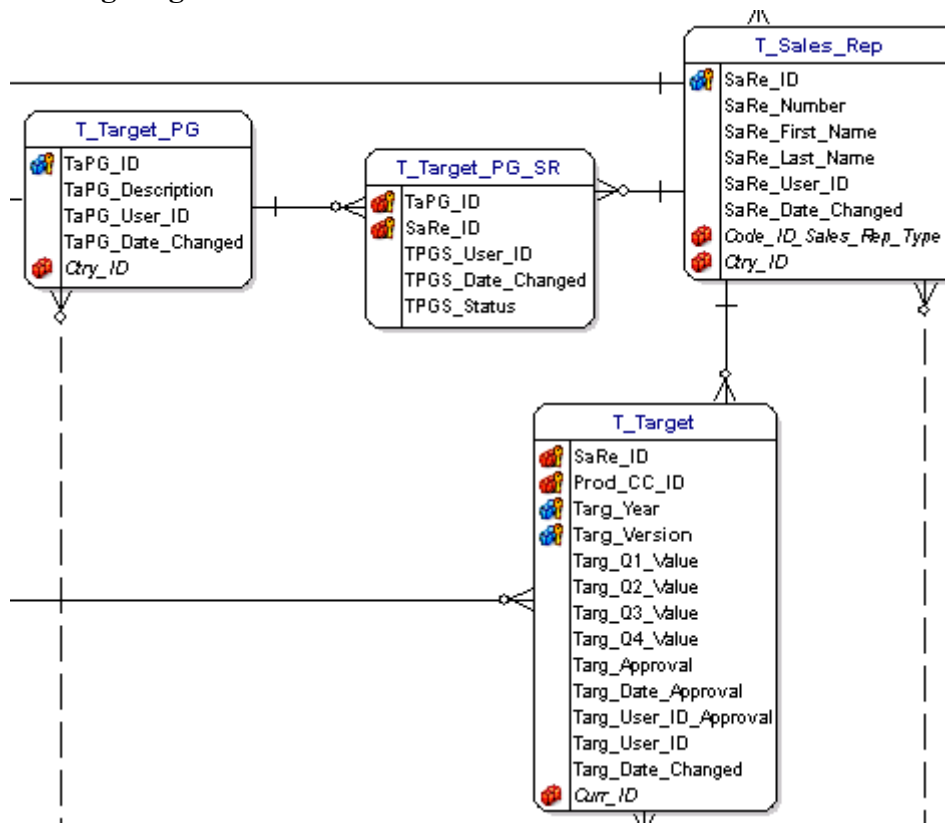 T_Sales_Rep
SaRe_ID
SaRe_Number
SaRe_First_Name
SaRe_Last_Name
SaRe_User_ID
SaRe_Date_Changed
Code_ID_Sales_Rep_Type
Ctry_ID
T_Target_PG
TaPG_ID
TaPG_Description
TaPG_User_ID
TaPG_Date_Changed
Ctry_ID
T_Target_PG_SR
TaPG_ID
SaRe_ID
TPGS_User_ID
TPGS_Date_Changed
TPGS_Status
T_Target
SaRe_ID
Prod_CC_ID
Targ_Year
Targ_Version
Targ_Q1_Value
Targ_Q2_Value
Targ_Q3_Value
Targ_Q4_Value
Targ_Approval
Targ_Date_Approval
Targ_User_ID_Approval
Targ_User_ID
Targ_Date_Changed
Curr_ID